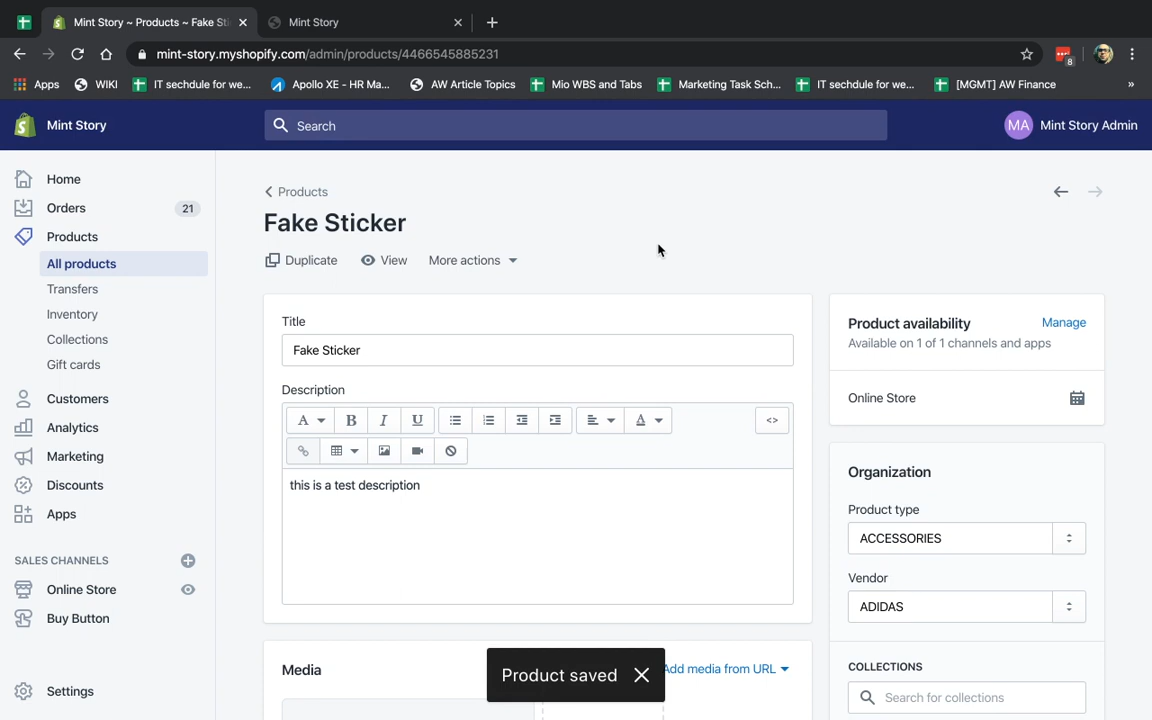 Mint Story ~ Products ~ Fake Sti
Mint Story
mint-story.myshopify.com/admin/products/4466545885231
8
Apps
WIKI
IT sechdule for we...
Apollo XE - HR Ma...
AW Article Topics
Mio WBS and Tabs
Marketing Task Sch...
IT sechdule for we...
[MGMT] AW Finance
»
Mint Story
Search
MA
Mint Story Admin
Home
Orders
21
Products
All products
Transfers
Inventory
Collections
Gift cards
Customers
Analytics
Marketing
Discounts
Apps
SALES CHANNELS
Online Store
Buy Button
Settings
Products
Fake Sticker
Duplicate
View
More actions
Title
Fake Sticker
Description
A
B
I
U
A
<>
this is a test description
Media
Add media from URL
Product saved
Product availability
Manage
Available on 1 of 1 channels and apps
Online Store
Organization
Product type
ACCESSORIES
Vendor
ADIDAS
COLLECTIONS
Search for collections